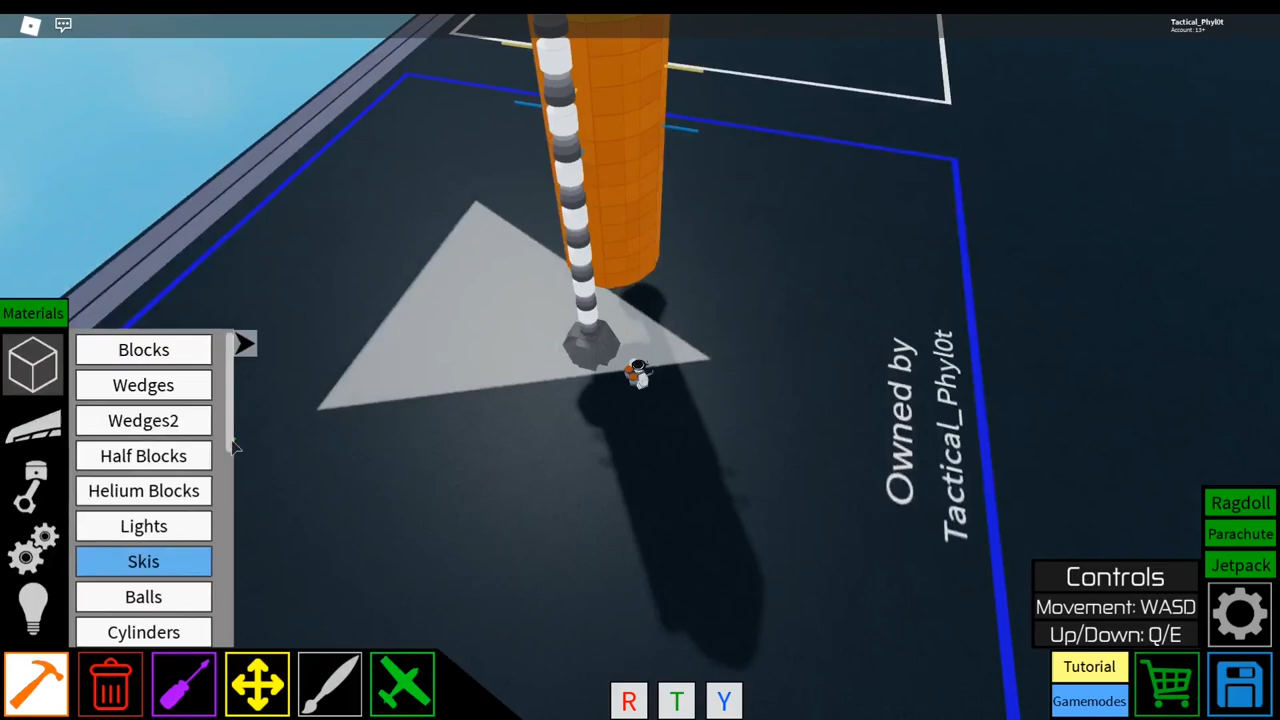 Tactical_Phyl0t
Account: 13+
Materials
Blocks
Wedges
Wedges2
Half Blocks
Helium Blocks
Lights
Skis
Balls
Cylinders
Owned by
Tactical_Phyl0t
Ragdoll
Parachute
Jetpack
Controls
Movement: WASD
Up/Down: Q/E
Tutorial
Gamemodes
R T Y